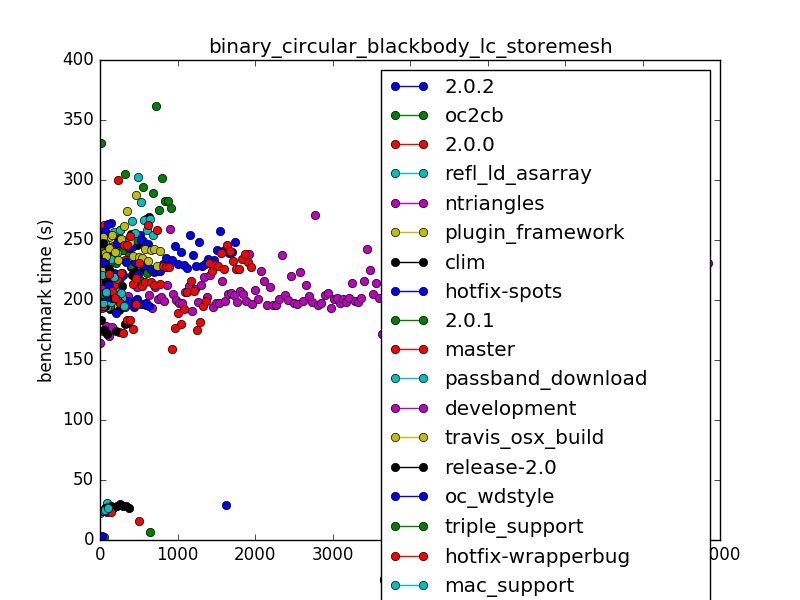 binary_circular_blackbody_lc_storemesh
400
350
300
250
200
150
100
50
0
benchmark time (s)
0
1000
2000
3000
000
2.0.2
oc2cb
2.0.0
refl_ld_asarray
ntriangles
plugin_framework
clim
hotfix-spots
2.0.1
master
passband_download
development
travis_osx_build
release-2.0
oc_wdstyle
triple_support
hotfix-wrapperbug
mac_support